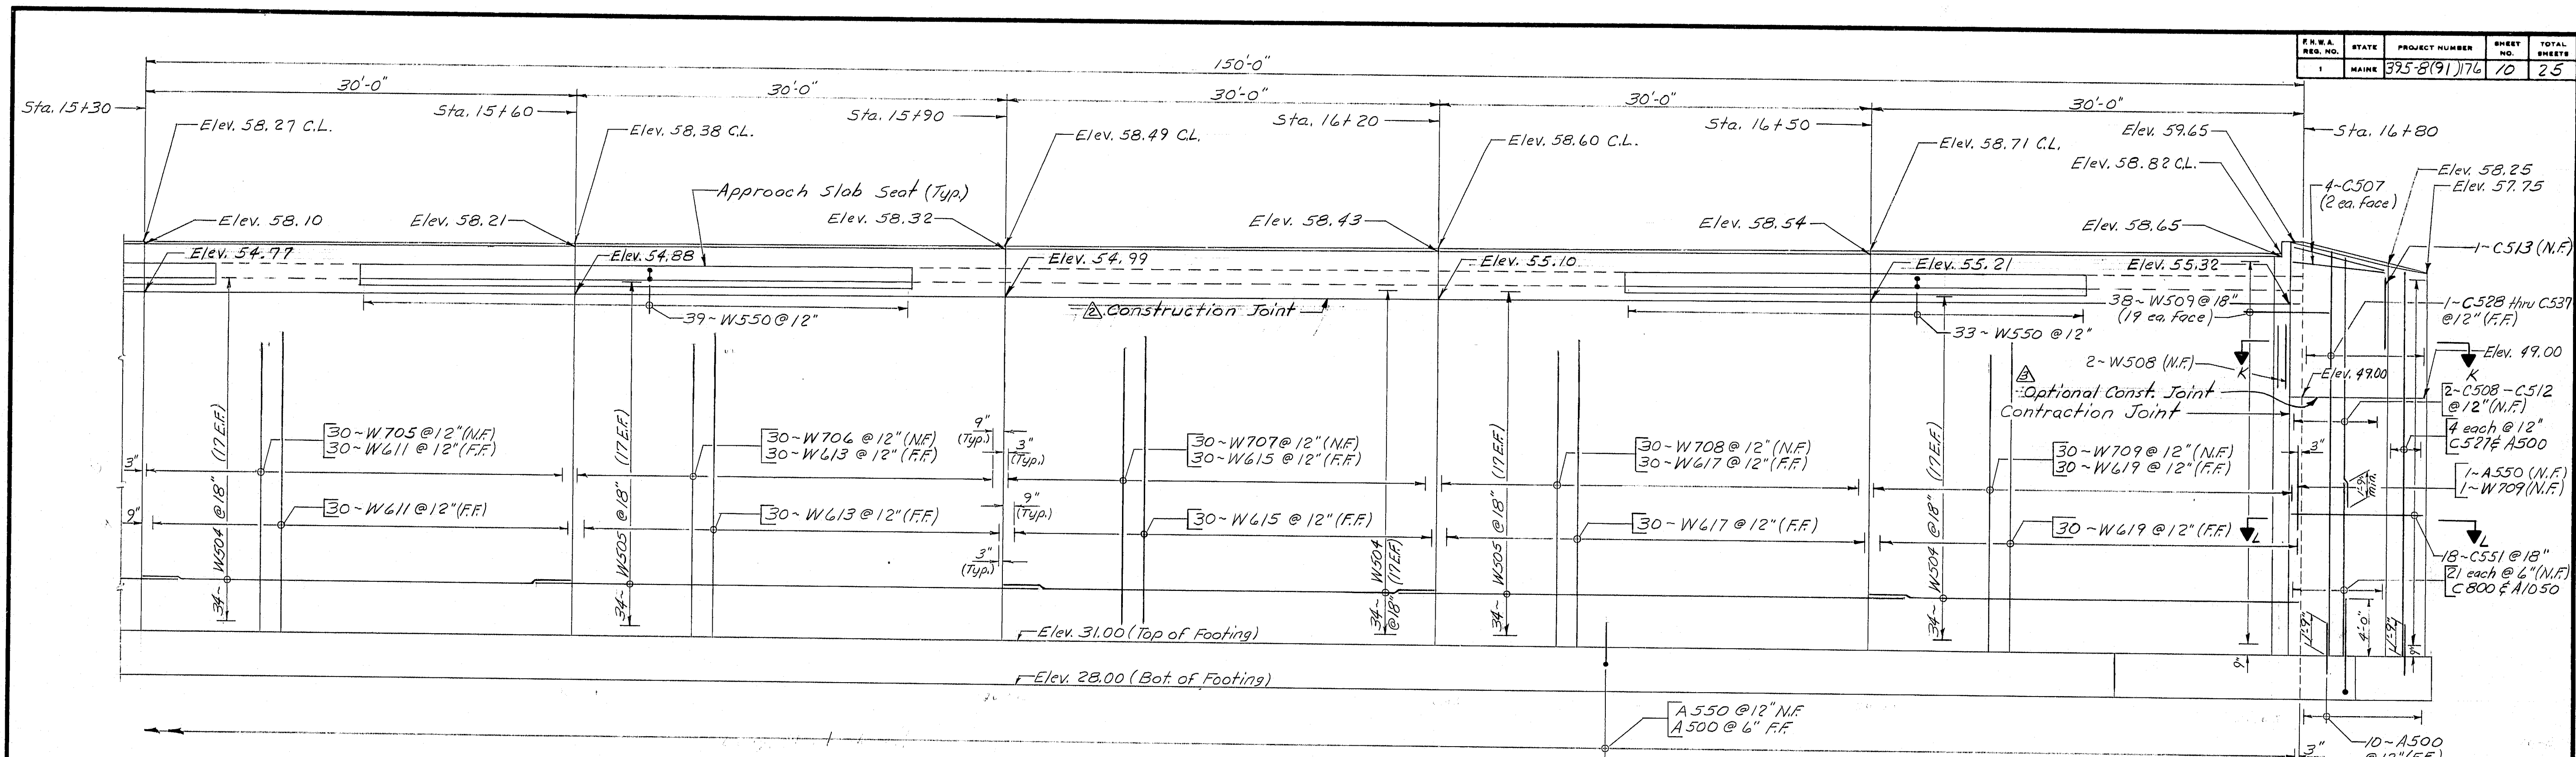 F.H.W.A. REG. NO.
STATE
PROJECT NUMBER
SHEET NO.
TOTAL SHEETS
1
MAINE
395-8(91)176
10
25
150'-0"
30'-0"
30'-0"
30'-0"
30'-0"
30'-0"
Sta. 15+30
Sta. 15+60
Sta. 15+90
Sta. 16+20
Sta. 16+50
Sta. 16+80
Elev. 58.27 C.L.
Elev. 58.38 C.L.
Elev. 58.49 C.L.
Elev. 58.60 C.L.
Elev. 58.71 C.L.
Elev. 59.65
Elev. 58.82 C.L.
Elev. 58.25
Elev. 57.75
4~C507
(2 ea. Face)
Approach Slab Seat (Typ.)
Elev. 58.10
Elev. 58.21
Elev. 58.32
Elev. 58.43
Elev. 58.54
Elev. 58.65
1~C513 (N.F.)
Elev. 54.77
Elev. 54.88
Elev. 54.99
Elev. 55.10
Elev. 55.21
Elev. 55.32
39~W550 @ 12"
2 Construction Joint
33~W550 @ 12"
38~W509 @ 18"
(19 ea. Face)
1~C528 thru C537
@ 12" (F.F.)
2~W508 (N.F.)
K
K
Elev. 49.00
Elev. 49.00
3
Optional Const. Joint
Contraction Joint
2~C508-C512
@ 12" (N.F.)
4 each @ 12"
C527 & A500
1~A550 (N.F.)
1~W709 (N.F.)
34~W504 @ 18" (17 E.F.)
34~W505 @ 18" (17 E.F.)
34~W504
@ 18" (17 E.F.)
34~W505 @ 18" (17 E.F.)
34~W504 @ 18" (17 E.F.)
30~W705 @ 12" (N.F.)
30~W611 @ 12" (F.F.)
30~W706 @ 12" (N.F.)
30~W613 @ 12" (F.F.)
30~W707 @ 12" (N.F.)
30~W615 @ 12" (F.F.)
30~W708 @ 12" (N.F.)
30~W617 @ 12" (F.F.)
30~W709 @ 12" (N.F.)
30~W619 @ 12" (F.F.)
3"
9"
(Typ.)
3"
(Typ.)
3"
1'-9"
min.
9"
30~W611 @ 12" (F.F.)
30~W613 @ 12" (F.F.)
9"
(Typ.)
30~W615 @ 12" (F.F.)
30~W617 @ 12" (F.F.)
30~W619 @ 12" (F.F.)
L
L
3"
(Typ.)
18~C551 @ 18"
21 each @ 6" (N.F.)
C800 & A1050
1'-9"
4'-0"
1'-9"
9"
9"
Elev. 31.00 (Top of Footing)
Elev. 28.00 (Bot. of Footing)
A550 @ 12" N.F.
A500 @ 6" F.F.
3"
10~A500
@ 12" (F.F.)